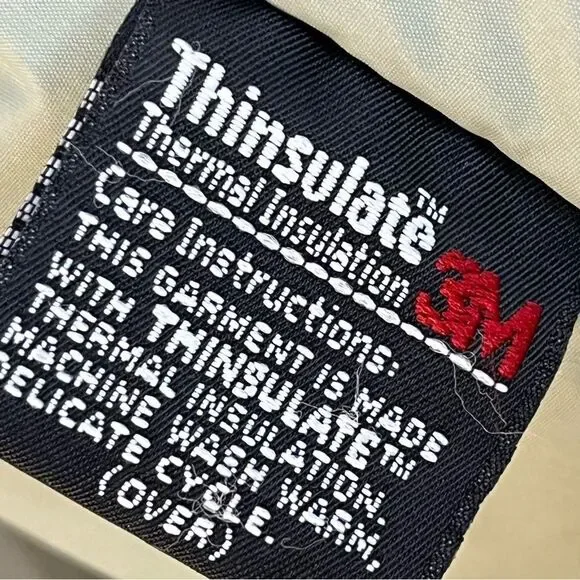 Thinsulate™
Thermal Insulation 3M
Care Instructions:
THIS GARMENT IS MADE
WITH THINSULATE™
THERMAL INSULATION.
MACHINE WASH WARM,
DELICATE CYCLE.
(OVER)